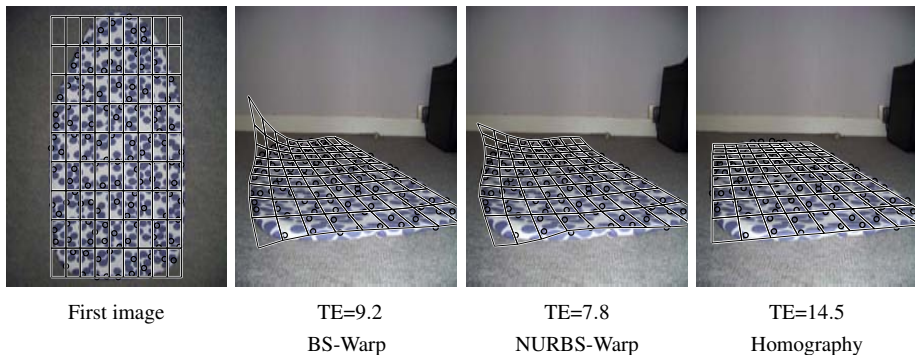 First image
TE=9.2
TE=7.8
TE=14.5
BS-Warp
NURBS-Warp
Homography